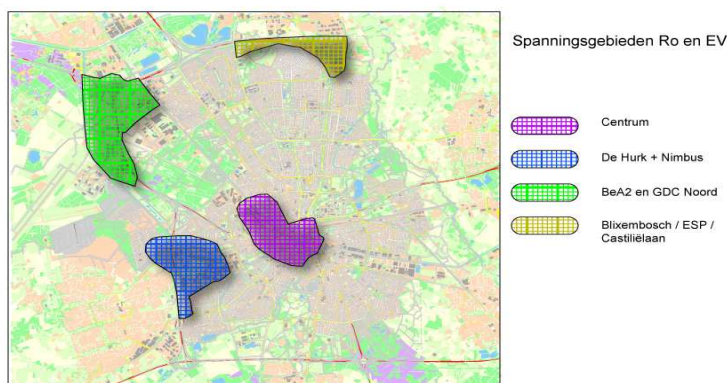 Spanningsgebieden Ro en EV
Centrum
De Hurk + Nimbus
BeA2 en GDC Noord
Blixembosch / ESP /
Castiliëlaan